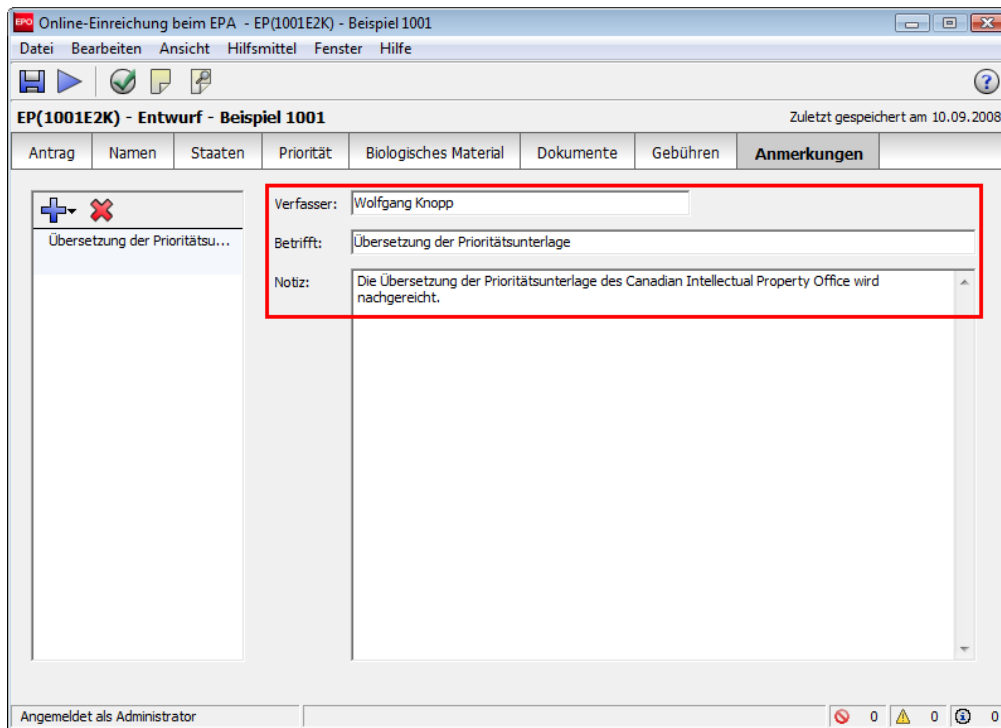 EPO Online-Einreichung beim EPA - EP(1001E2K) - Beispiel 1001
Datei Bearbeiten Ansicht Hilfsmittel Fenster Hilfe
EP(1001E2K) - Entwurf - Beispiel 1001 Zuletzt gespeichert am 10.09.2008
Antrag Namen Staaten Priorität Biologisches Material Dokumente Gebühren Anmerkungen
Verfasser: Wolfgang Knopp
Übersetzung der Prioritätsu...
Betrifft: Übersetzung der Prioritätsunterlage
Notiz: Die Übersetzung der Prioritätsunterlage des Canadian Intellectual Property Office wird
nachgereicht.
Angemeldet als Administrator 0 0 0